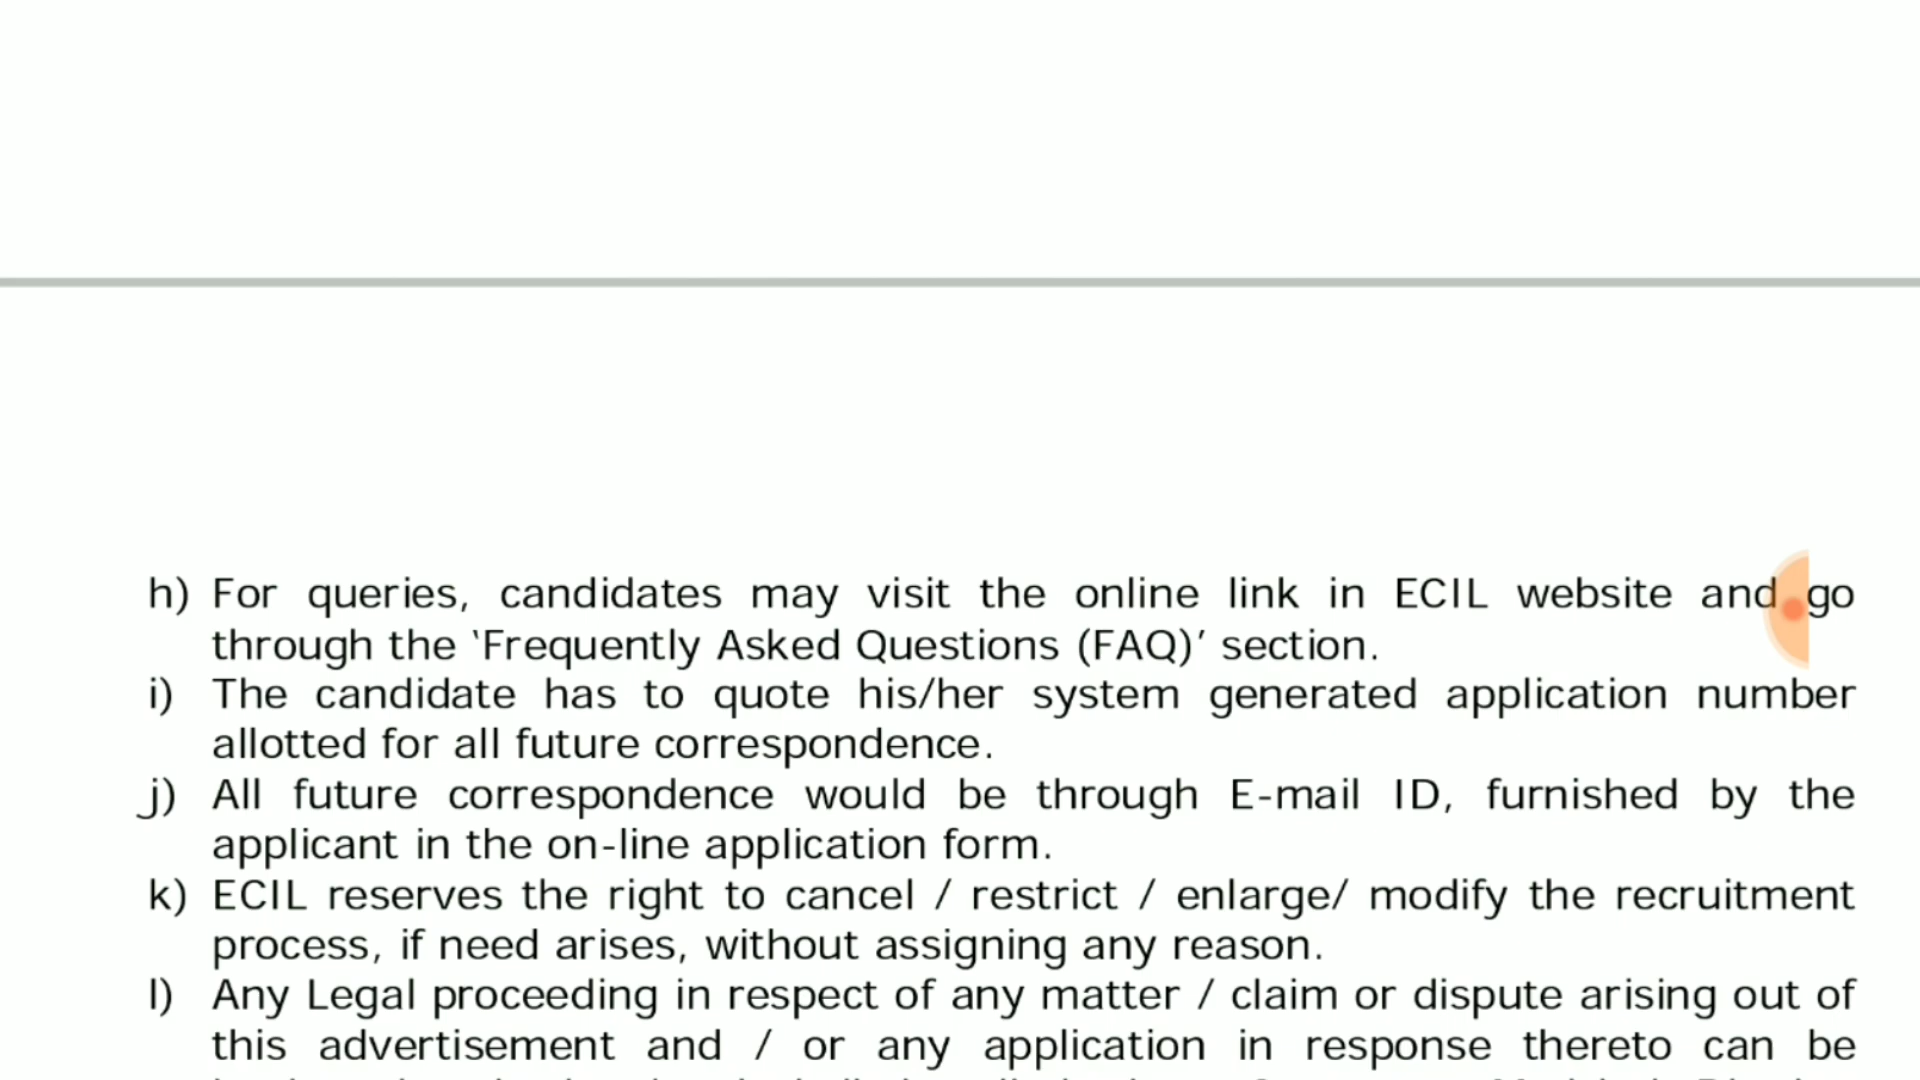 h) For queries, candidates may visit the online link in ECIL website and go
through the ‘Frequently Asked Questions (FAQ)’ section.
i) The candidate has to quote his/her system generated application number
allotted for all future correspondence.
j) All future correspondence would be through E-mail ID, furnished by the
applicant in the on-line application form.
k) ECIL reserves the right to cancel / restrict / enlarge/ modify the recruitment
process, if need arises, without assigning any reason.
l) Any Legal proceeding in respect of any matter / claim or dispute arising out of
this advertisement and / or any application in response thereto can be